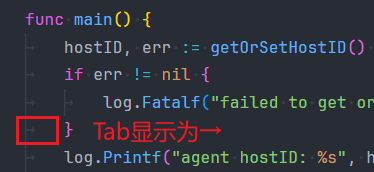 func main() {
→ hostID, err := getOrSetHostID()
→ if err != nil {
→ → log.Fatalf("failed to get or
→ } Tab显示为→
→ log.Printf("agent hostID: %s", h